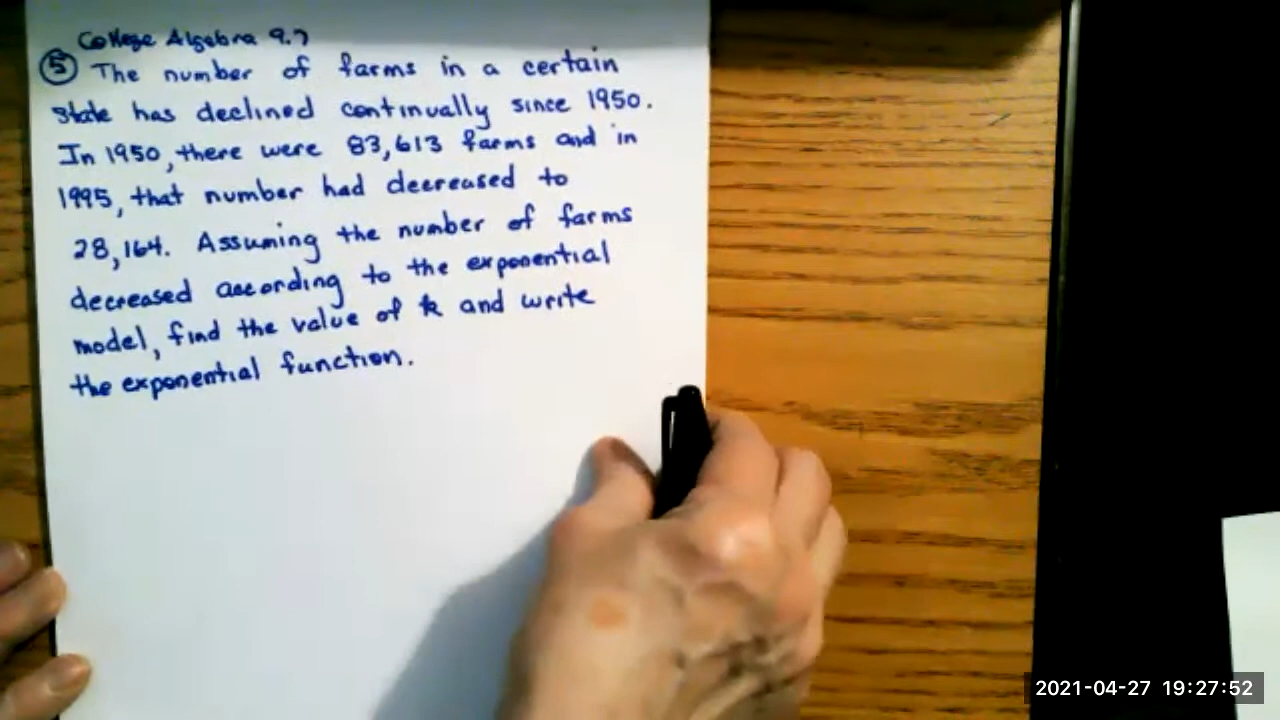 College Algebra 9.7
5 The number of farms in a certain
state has declined continually since 1950.
In 1950, there were 83,613 farms and in
1995, that number had decreased to
28,164. Assuming the number of farms
decreased according to the exponential
model, find the value of k and write
the exponential function.
2021-04-27 19:27:52